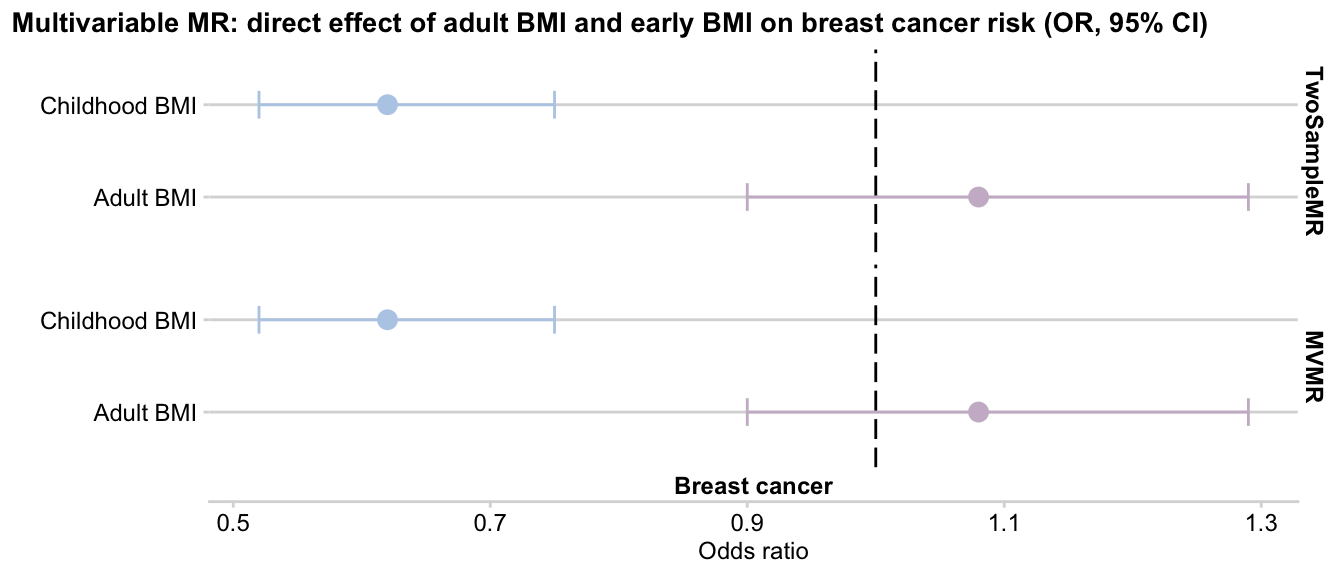 Multivariable MR: direct effect of adult BMI and early BMI on breast cancer risk (OR, 95% CI)
Childhood BMI
Adult BMI
TwoSampleMR
Childhood BMI
Adult BMI
MVMR
Breast cancer
0.5 0.7 0.9 1.1 1.3
Odds ratio